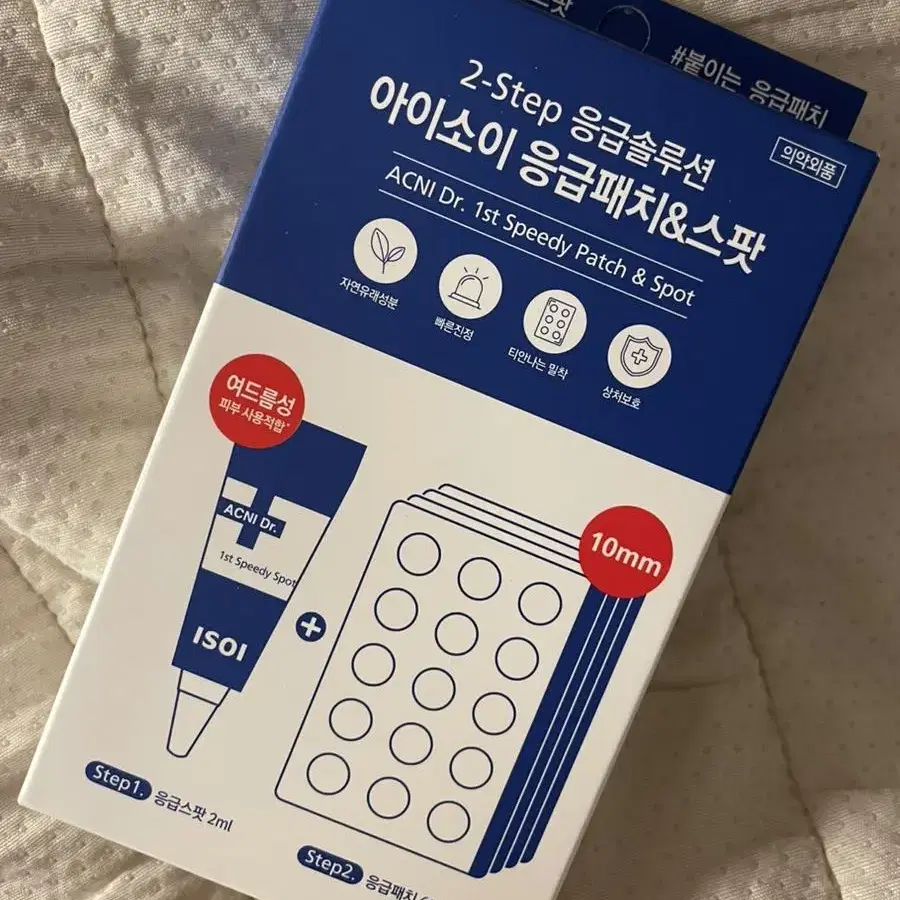 #붙이는 응급패치
의약외품
2-Step 응급솔루션
아이소이 응급패치&스팟
ACNI Dr. 1st Speedy Patch & Spot
자연유래성분
빠른진정
티안나는 밀착
상처보호
여드름성
피부 사용적합*
10mm
ACNI Dr.
1st Speedy Spot
ISOI
+
Step1. 응급스팟 2ml
Step2. 응급패치